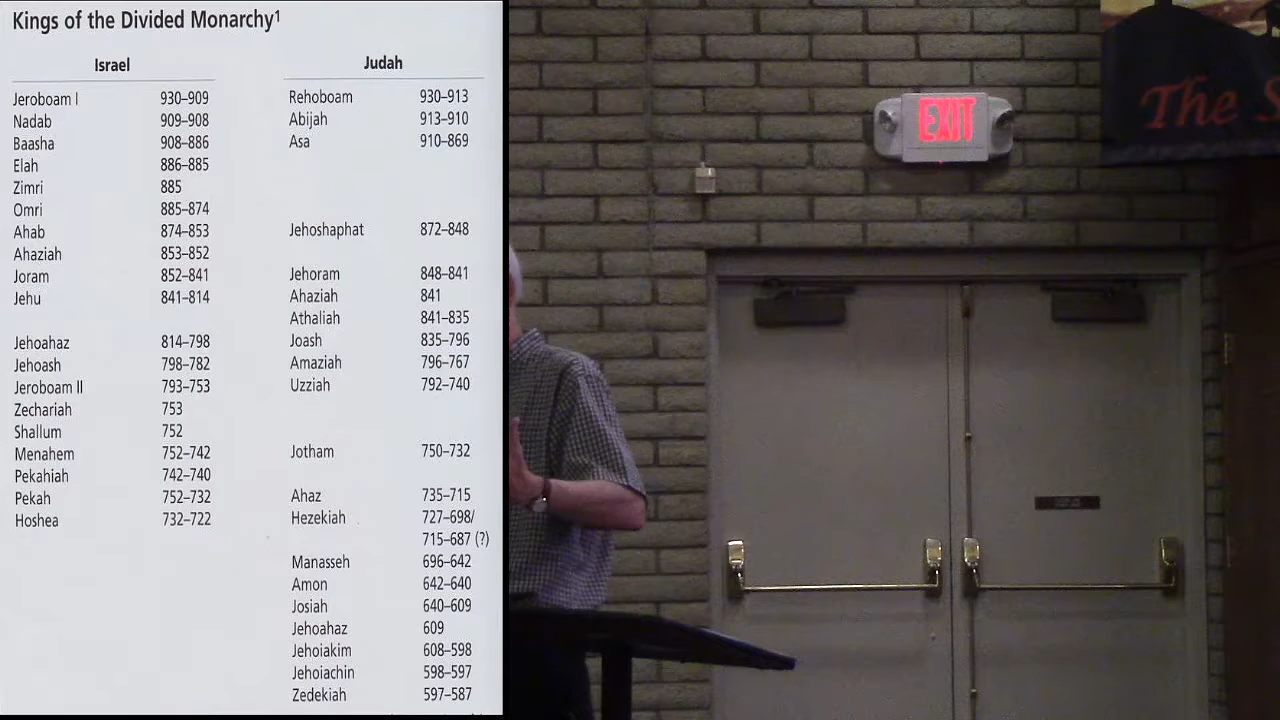 Kings of the Divided Monarchy¹
Israel
Jeroboam I 930–909
Nadab 909–908
Baasha 908–886
Elah 886–885
Zimri 885
Omri 885–874
Ahab 874–853
Ahaziah 853–852
Joram 852–841
Jehu 841–814
Jehoahaz 814–798
Jehoash 798–782
Jeroboam II 793–753
Zechariah 753
Shallum 752
Menahem 752–742
Pekahiah 742–740
Pekah 752–732
Hoshea 732–722
Judah
Rehoboam 930–913
Abijah 913–910
Asa 910–869
Jehoshaphat 872–848
Jehoram 848–841
Ahaziah 841
Athaliah 841–835
Joash 835–796
Amaziah 796–767
Uzziah 792–740
Jotham 750–732
Ahaz 735–715
Hezekiah 727–698/
715–687 (?)
Manasseh 696–642
Amon 642–640
Josiah 640–609
Jehoahaz 609
Jehoiakim 608–598
Jehoiachin 598–597
Zedekiah 597–587
EXIT
The S